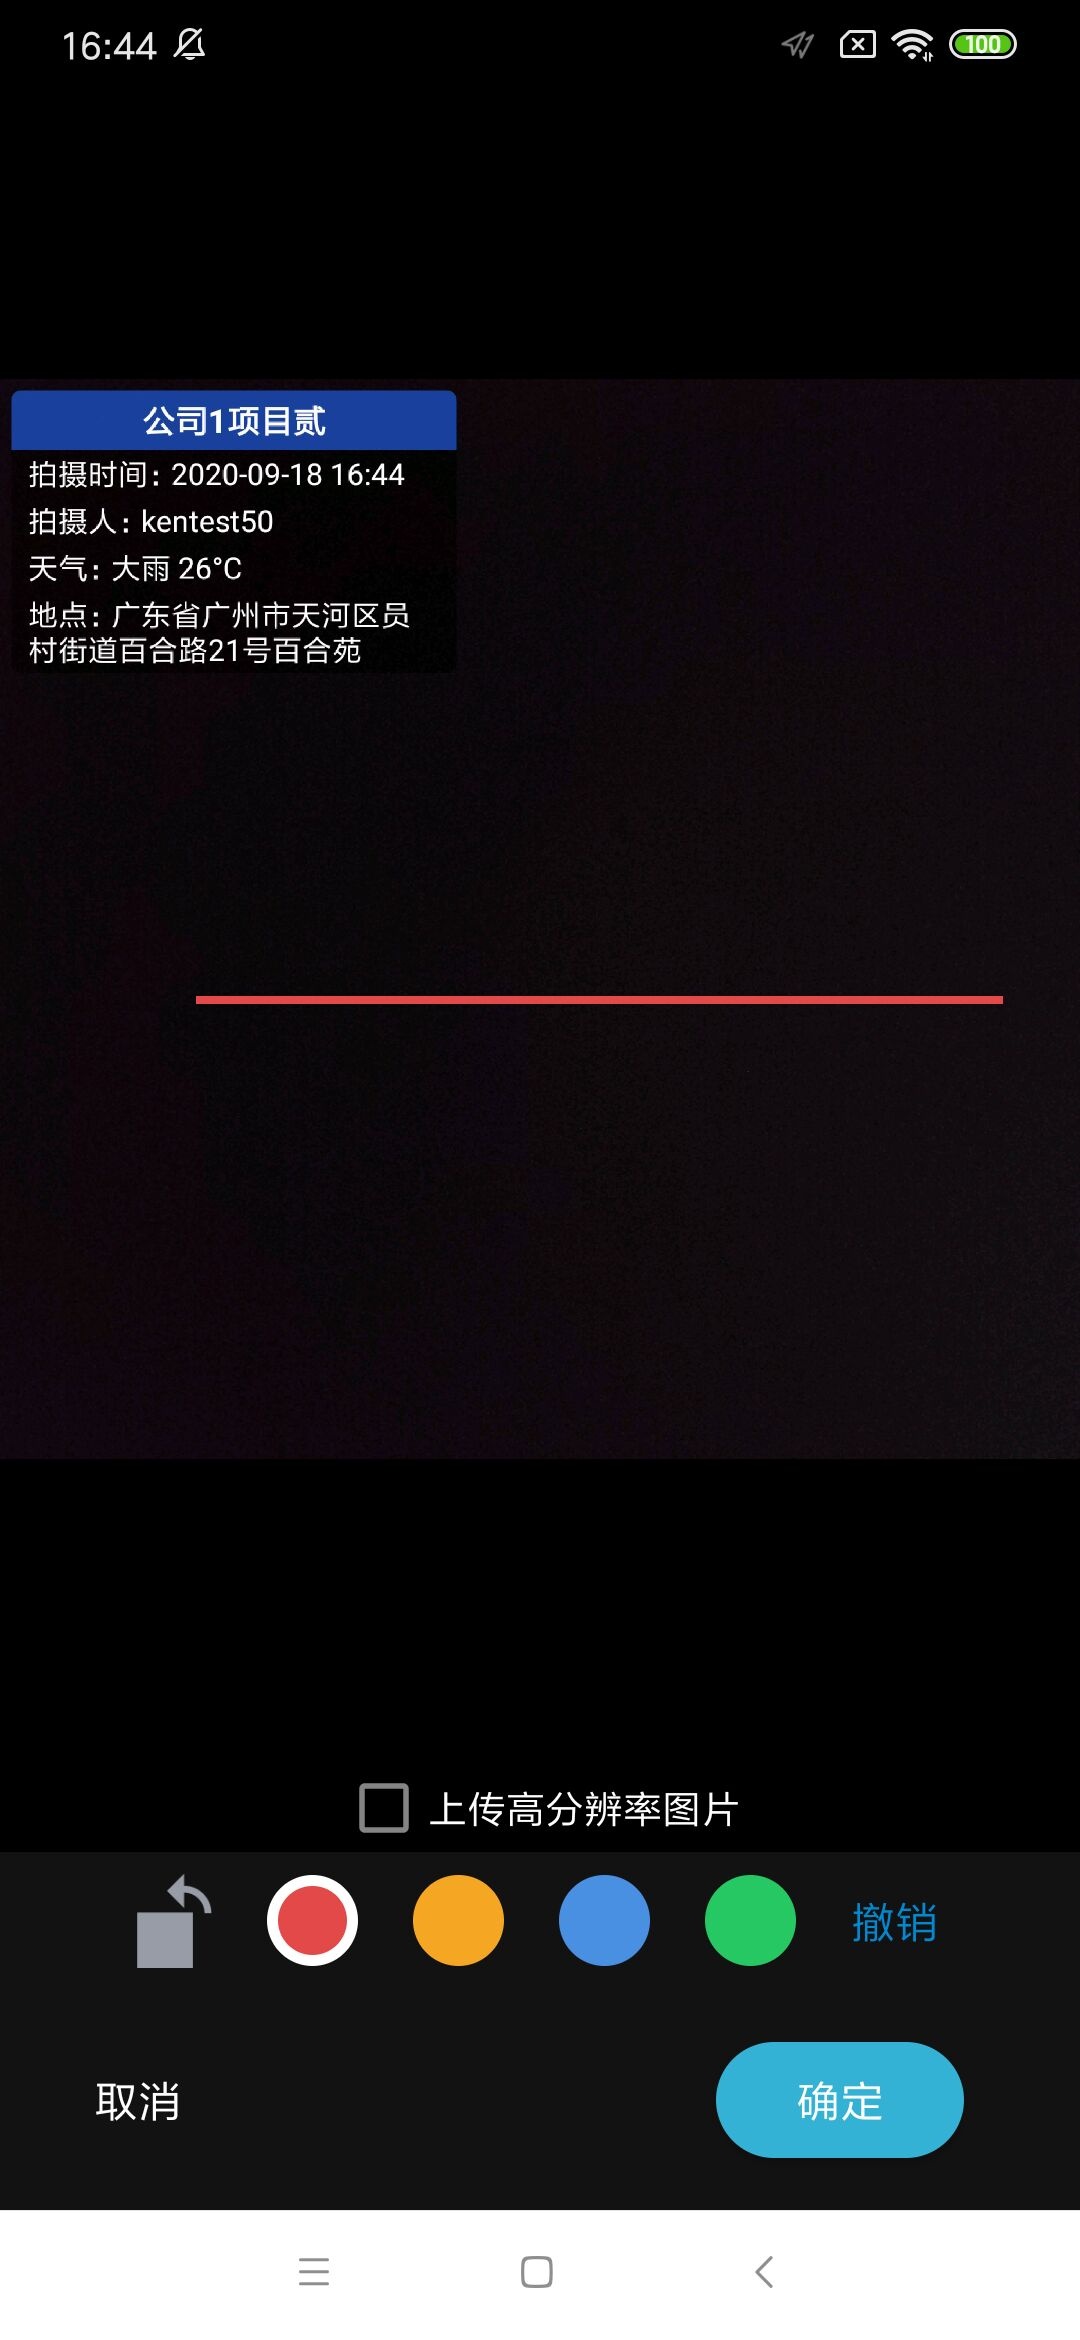 16:44
100
公司1项目贰
拍摄时间：2020-09-18 16:44
拍摄人：kentest50
天气：大雨 26°C
地点：广东省广州市天河区员
村街道百合路21号百合苑
上传高分辨率图片
撤销
取消
确定